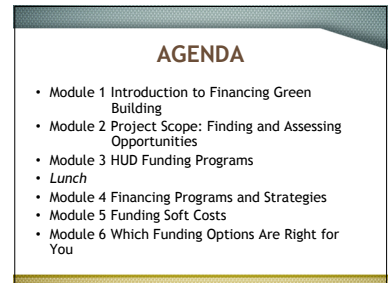 AGENDA
• Module 1 Introduction to Financing Green
Building
• Module 2 Project Scope: Finding and Assessing
Opportunities
• Module 3 HUD Funding Programs
• Lunch
• Module 4 Financing Programs and Strategies
• Module 5 Funding Soft Costs
• Module 6 Which Funding Options Are Right for
You